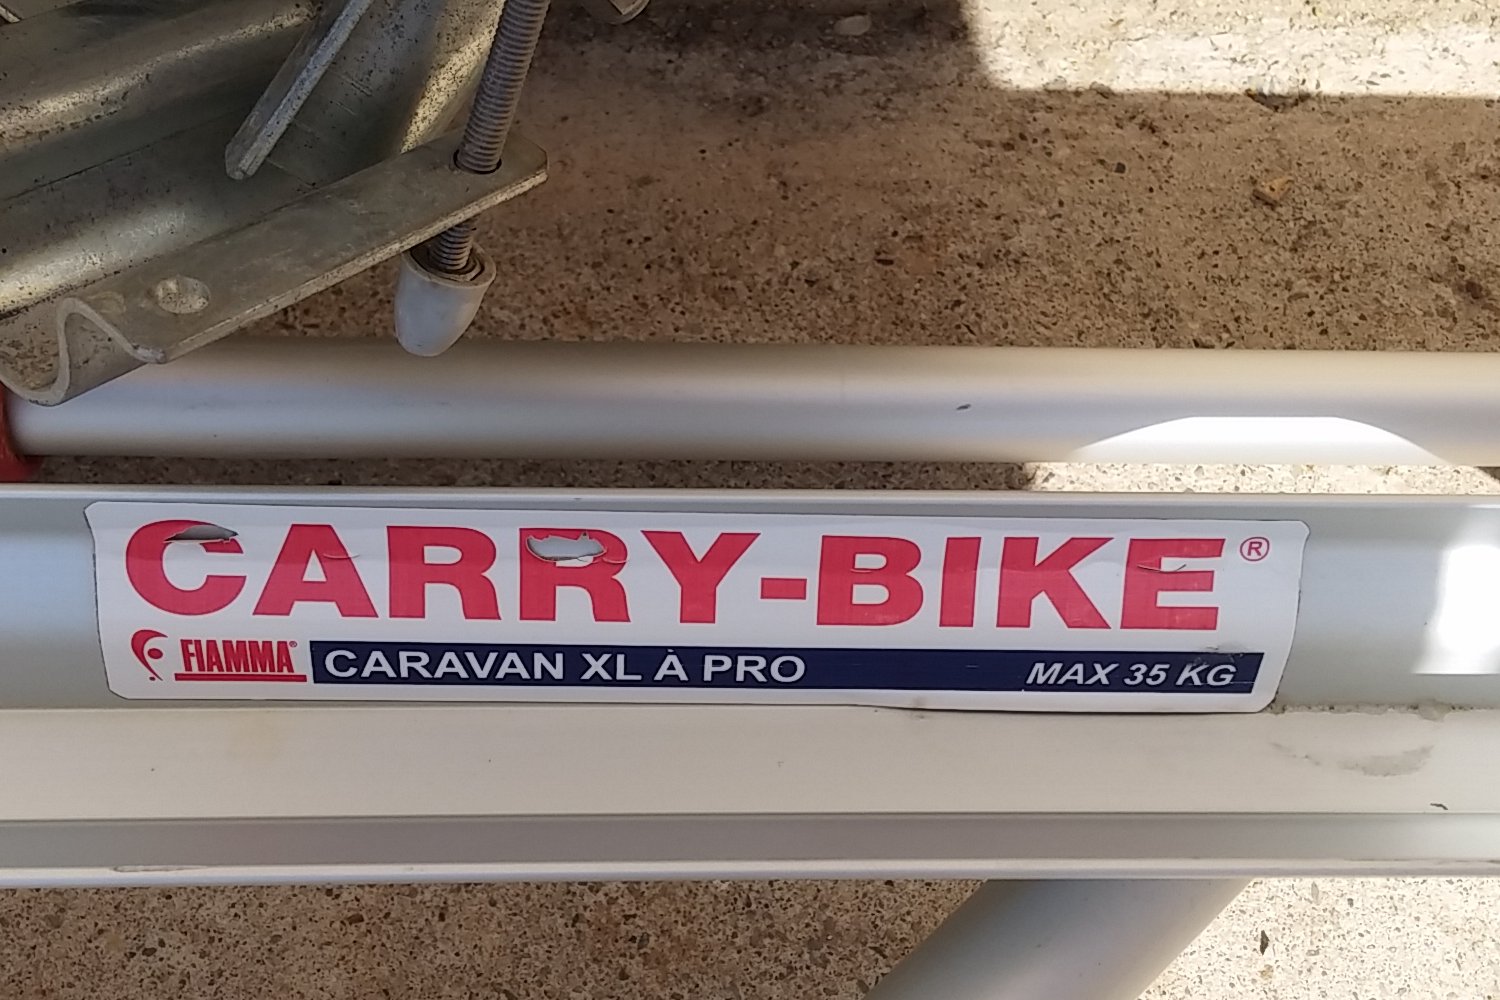 CARRY-BIKE®
FIAMMA®
CARAVAN XL À PRO
MAX 35 KG